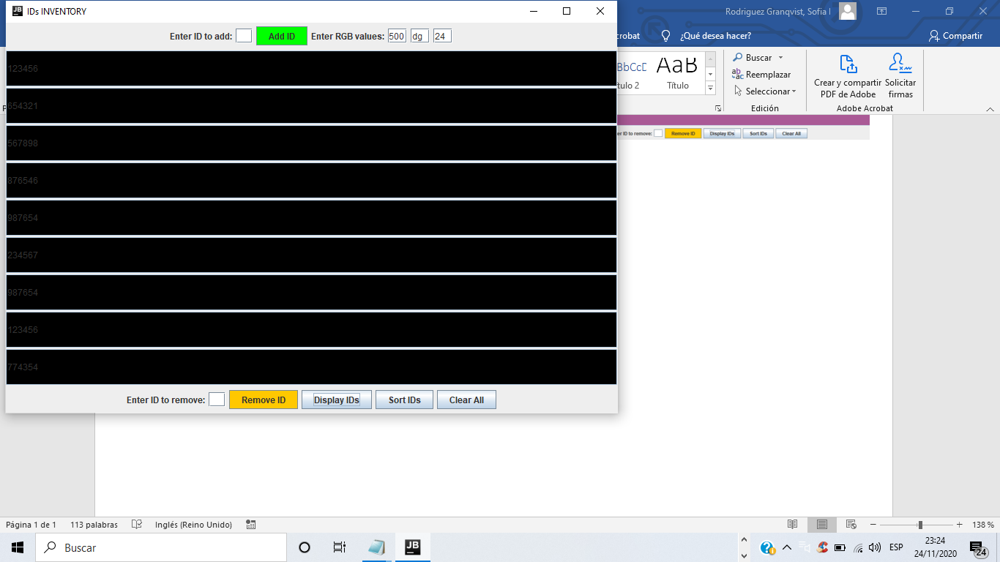 JB IDs INVENTORY
Rodriguez Granqvist, Sofia I
Enter ID to add: Add ID Enter RGB values: 500 dg 24
crobat ¿Qué desea hacer? Compartir
123456
654321
567898
876546
987654
234567
987654
123456
774354
Enter ID to remove: Remove ID Display IDs Sort IDs Clear All
BbCcD AaB
tulo 2 Título
Buscar
Reemplazar
Seleccionar
Edición
Crear y compartir
PDF de Adobe
Solicitar
firmas
Adobe Acrobat
er ID to remove: Remove ID Display IDs Sort IDs Clear All
Página 1 de 1 113 palabras Inglés (Reino Unido) 138 %
Buscar JB ESP 23:24
24/11/2020 24